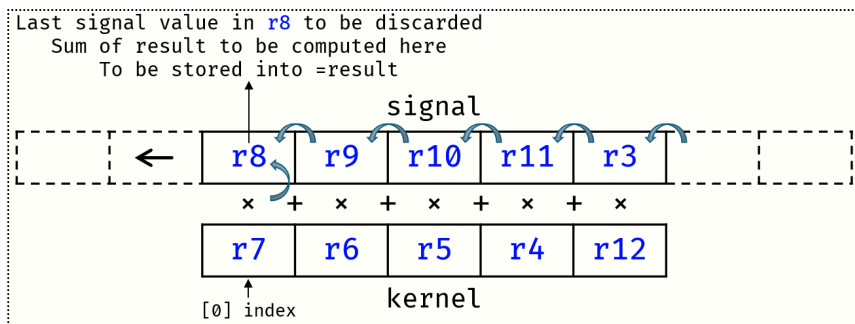 Last signal value in r8 to be discarded
Sum of result to be computed here
To be stored into =result
signal
r8 r9 r10 r11 r3
× + × + × + × + ×
r7 r6 r5 r4 r12
[0] index
kernel